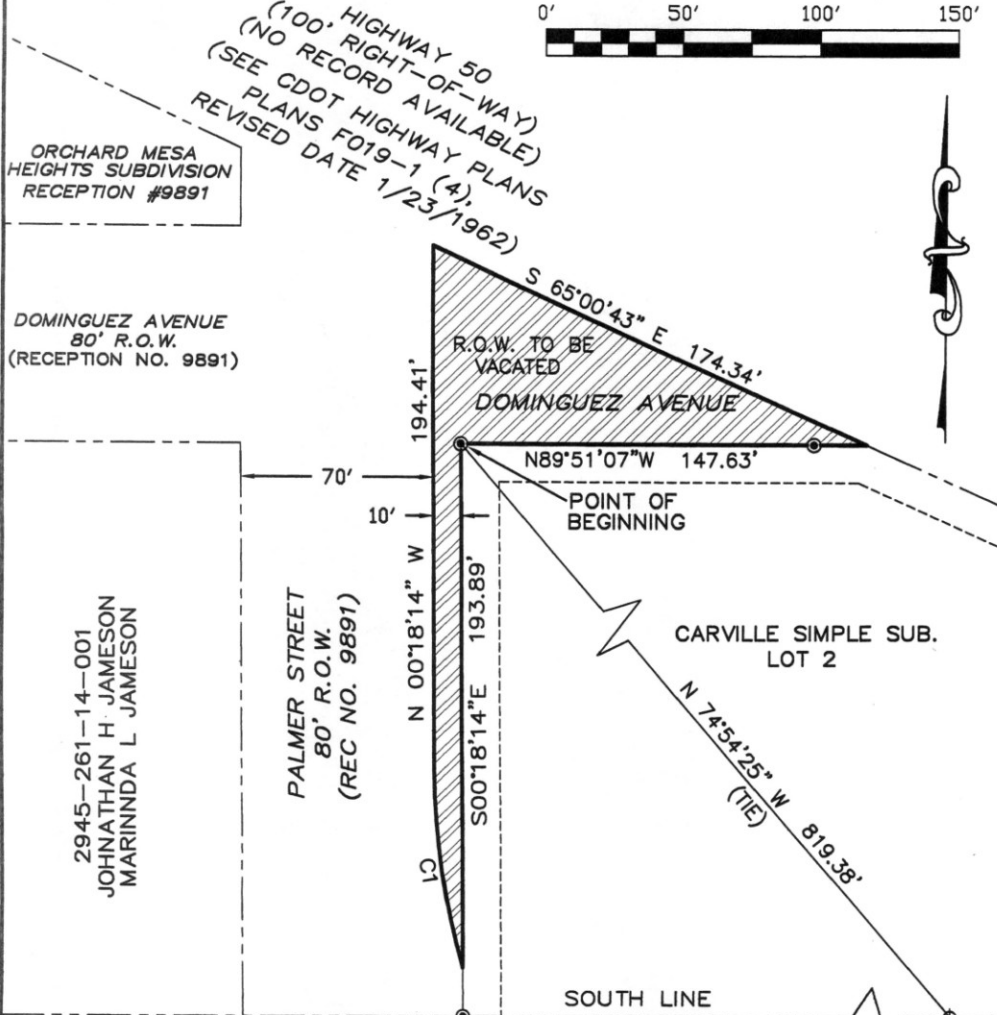 0' 50' 100' 150'
HIGHWAY 50
(100' RIGHT-OF-WAY)
(NO RECORD AVAILABLE)
(SEE CDOT HIGHWAY PLANS
PLANS F019-1 (4),
REVISED DATE 1/23/1962)
ORCHARD MESA
HEIGHTS SUBDIVISION
RECEPTION #9891
DOMINGUEZ AVENUE
80' R.O.W.
(RECEPTION NO. 9891)
S 65°00'43" E 174.34'
R.O.W. TO BE
VACATED
DOMINGUEZ AVENUE
194.41'
N 00°18'14" W
N89°51'07"W 147.63'
70'
10'
POINT OF
BEGINNING
S00°18'14"E 193.89'
PALMER STREET
80' R.O.W.
(REC NO. 9891)
2945-261-14-001
JOHNATHAN H JAMESON
MARINNDA L JAMESON
CARVILLE SIMPLE SUB.
LOT 2
N 74°54'25" W 819.38'
(TIE)
C1
SOUTH LINE